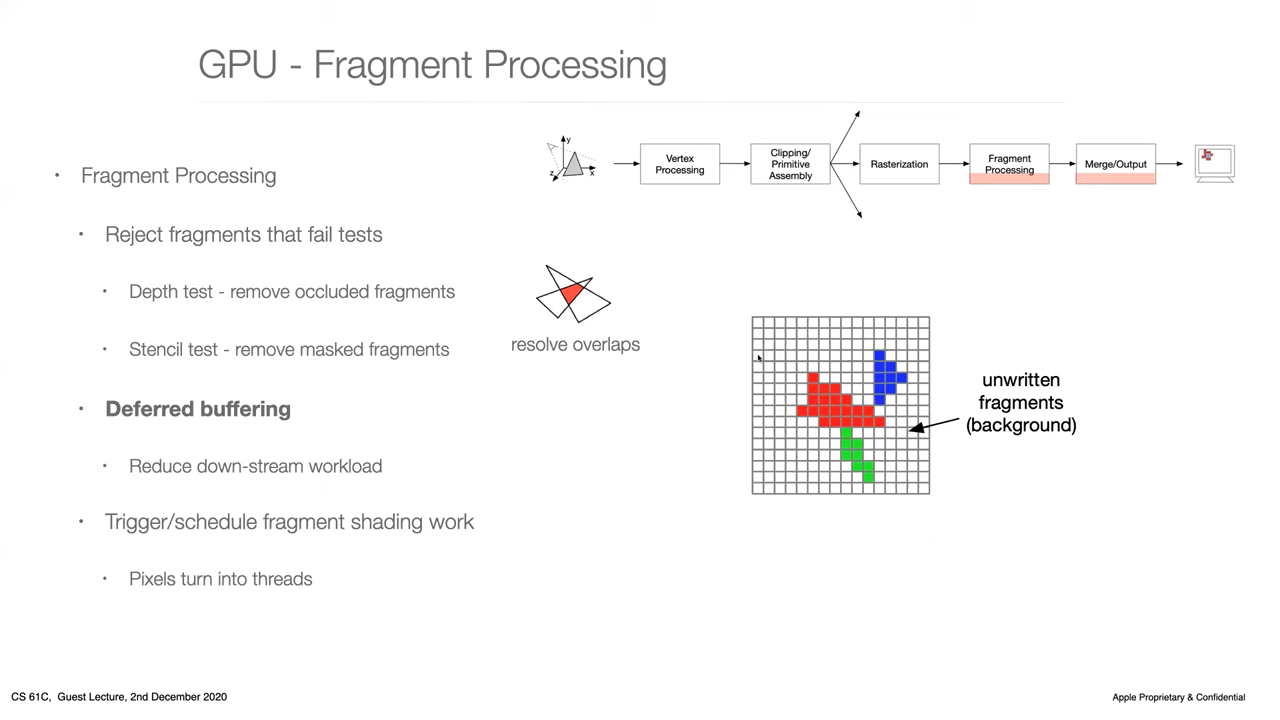 GPU - Fragment Processing
y
z
x
Vertex
Processing
Clipping/
Primitive
Assembly
Rasterization
Fragment
Processing
Merge/Output
• Fragment Processing
• Reject fragments that fail tests
• Depth test - remove occluded fragments
• Stencil test - remove masked fragments
resolve overlaps
• Deferred buffering
• Reduce down-stream workload
• Trigger/schedule fragment shading work
• Pixels turn into threads
unwritten
fragments
(background)
CS 61C, Guest Lecture, 2nd December 2020
Apple Proprietary & Confidential